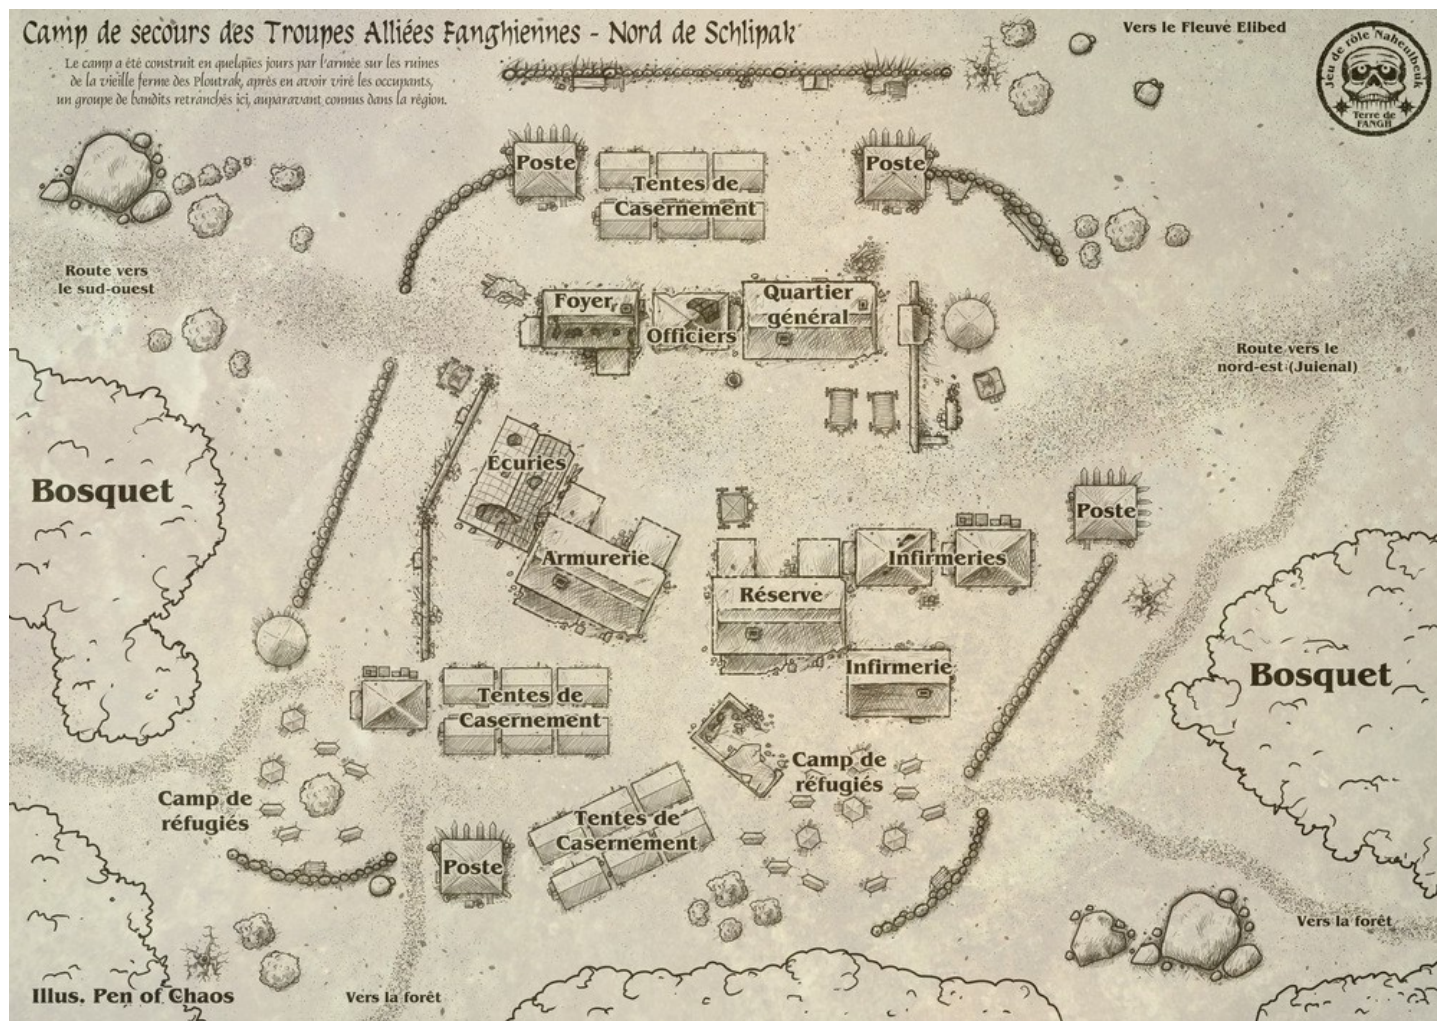 Camp de secours des Troupes Alliées Fanghiennes - Nord de Schlipak
Le camp a été construit en quelques jours par l'armée sur les ruines
de la vieille ferme des Ploutrak, après en avoir viré les occupants,
un groupe de bandits retranchés ici, auparavant connus dans la région.
Vers le Fleuve Elibed
Jeu de rôle Naheulbeuk
Terre de
FANGH
Poste
Tentes de
Casernement
Poste
Route vers
le sud-ouest
Foyer
Officiers
Quartier
général
Route vers le
nord-est (Juienal)
Bosquet
Écuries
Armurerie
Poste
Infirmeries
Réserve
Infirmerie
Bosquet
Tentes de
Casernement
Camp de
réfugiés
Camp de
réfugiés
Tentes de
Casernement
Poste
Vers la forêt
Illus. Pen of Chaos
Vers la forêt